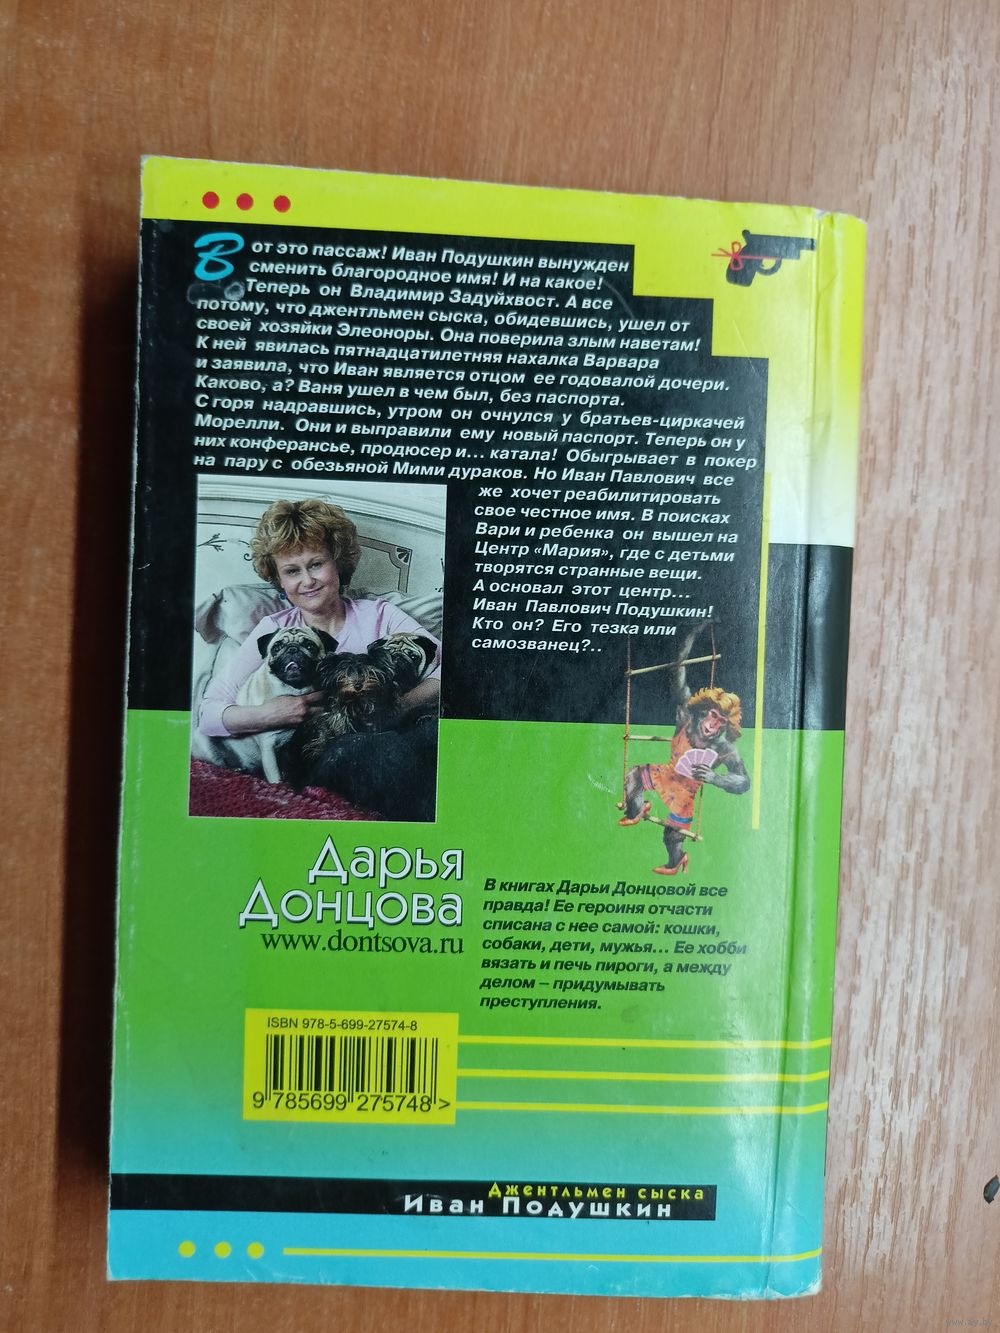 Вот это пассаж! Иван Подушкин вынужден
сменить благородное имя! И на какое!
Теперь он Владимир Задуйхвост. А все
потому, что джентльмен сыска, обидевшись, ушел от
своей хозяйки Элеоноры. Она поверила злым наветам!
К ней явилась пятнадцатилетняя нахалка Варвара
и заявила, что Иван является отцом ее годовалой дочери.
Каково, а? Ваня ушел в чем был, без паспорта.
С горя надравшись, утром он очнулся у братьев-циркачей
Морелли. Они и выправили ему новый паспорт. Теперь он у
них конферансье, продюсер и... катала! Обыгрывает в покер
на пару с обезьяной Мими дураков. Но Иван Павлович все
же хочет реабилитировать
свое честное имя. В поисках
Вари и ребенка он вышел на
Центр «Мария», где с детьми
творятся странные вещи.
А основал этот центр...
Иван Павлович Подушкин!
Кто он? Его тезка или
самозванец?..
Дарья
Донцова
www.dontsova.ru
В книгах Дарьи Донцовой все
правда! Ее героиня отчасти
списана с нее самой: кошки,
собаки, дети, мужья... Ее хобби
вязать и печь пироги, а между
делом – придумывать
преступления.
ISBN 978-5-699-27574-8
9 785699 275748 >
Джентльмен сыска
Иван Подушкин